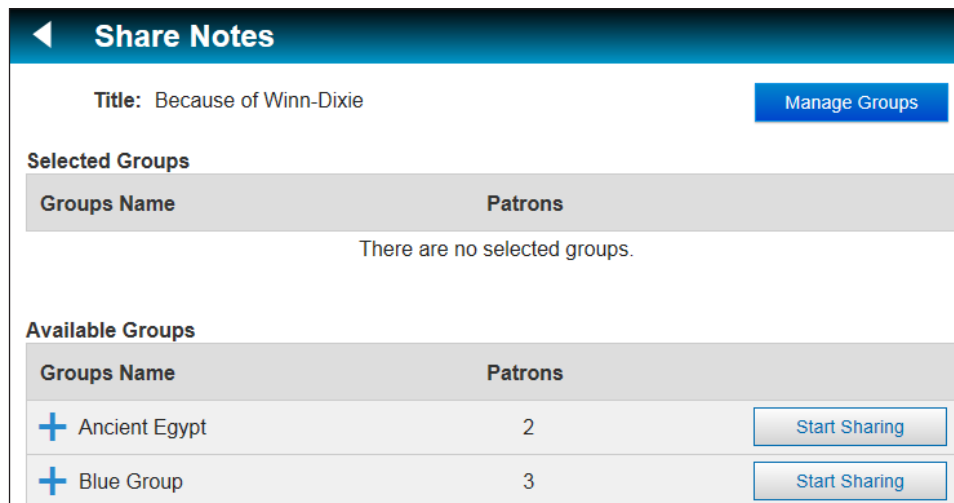 Share Notes
Title: Because of Winn-Dixie
Manage Groups
Selected Groups
Groups Name Patrons
There are no selected groups.
Available Groups
Groups Name Patrons
Ancient Egypt 2 Start Sharing
Blue Group 3 Start Sharing